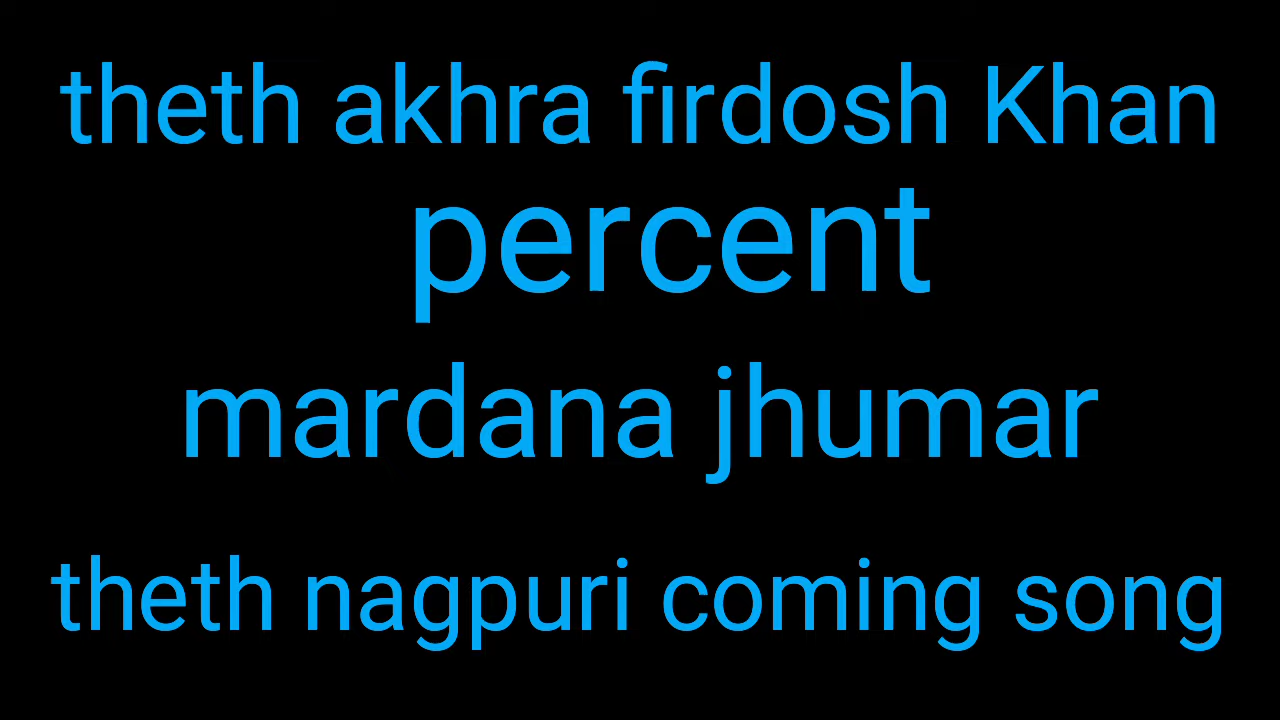 theth akhra firdosh Khan
percent
mardana jhumar
theth nagpuri coming song